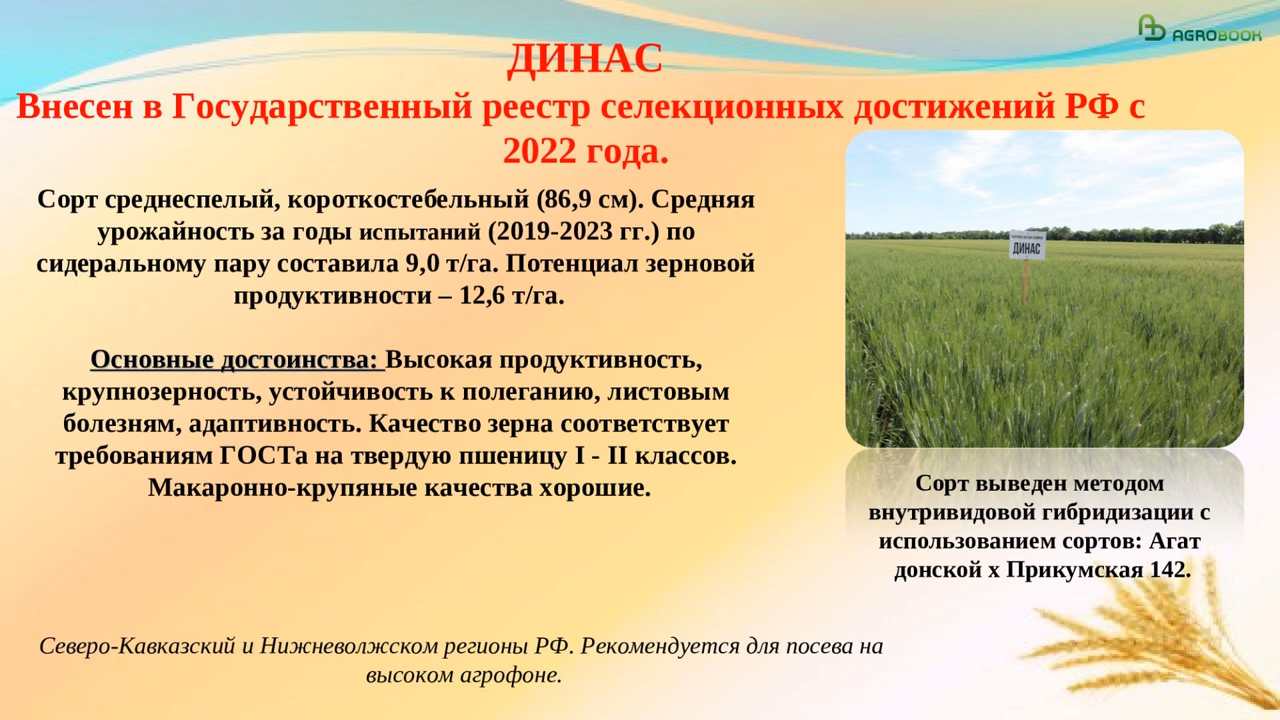 AGROBOOK
ДИНАС
Внесен в Государственный реестр селекционных достижений РФ с
2022 года.
Сорт среднеспелый, короткостебельный (86,9 см). Средняя
урожайность за годы испытаний (2019-2023 гг.) по
сидеральному пару составила 9,0 т/га. Потенциал зерновой
продуктивности – 12,6 т/га.
Основные достоинства: Высокая продуктивность,
крупнозерность, устойчивость к полеганию, листовым
болезням, адаптивность. Качество зерна соответствует
требованиям ГОСТа на твердую пшеницу I - II классов.
Макаронно-крупяные качества хорошие.
ДИНАС
Сорт выведен методом
внутривидовой гибридизации с
использованием сортов: Агат
донской х Прикумская 142.
Северо-Кавказский и Нижневолжском регионы РФ. Рекомендуется для посева на
высоком агрофоне.